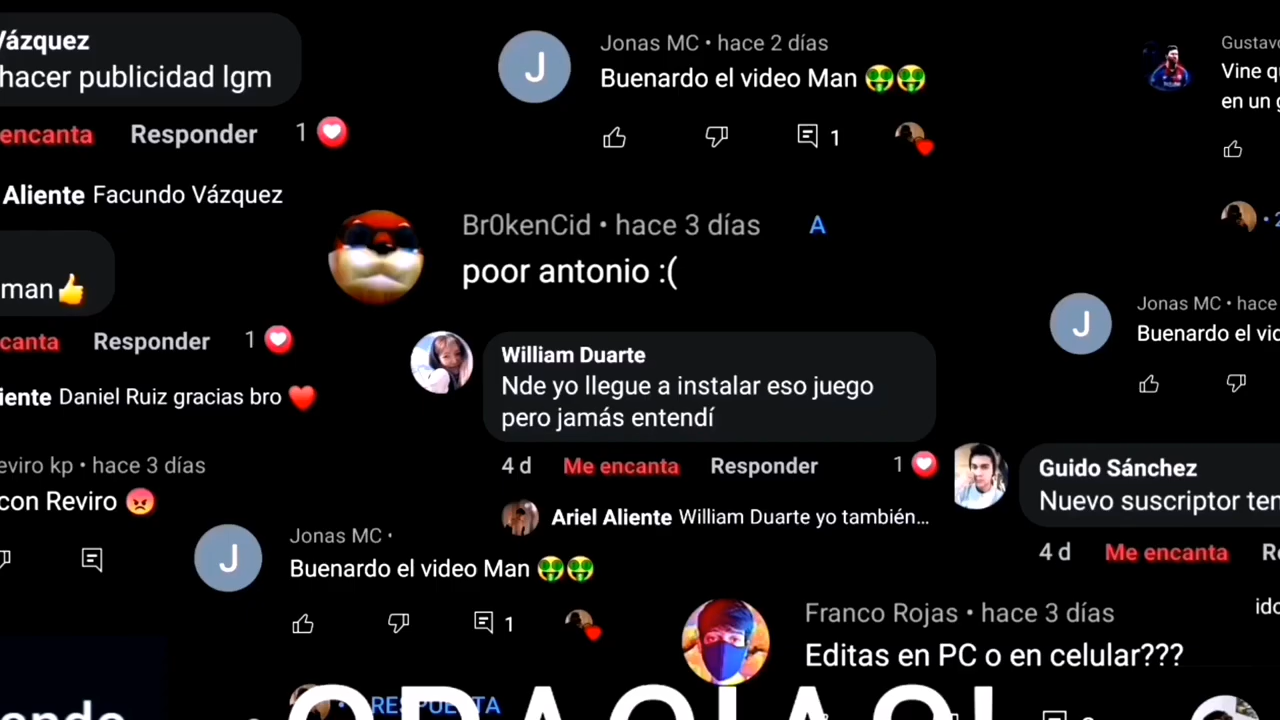 Vázquez
hacer publicidad lgm
encanta Responder 1
Aliente Facundo Vázquez
man👍
canta Responder 1
iente Daniel Ruiz gracias bro ❤️
eviro kp • hace 3 días
con Reviro 😡
J
Jonas MC • hace 2 días
Buenardo el video Man 🤑🤑
1
Br0kenCid • hace 3 días A
poor antonio :(
William Duarte
Nde yo llegue a instalar eso juego
pero jamás entendí
4 d Me encanta Responder 1
Ariel Aliente William Duarte yo también...
J
Jonas MC •
Buenardo el video Man 🤑🤑
1
Gustavo
Vine q
en un g
J
Jonas MC • hace
Buenardo el vid
Guido Sánchez
Nuevo suscriptor ten
4 d Me encanta Re
ido
Franco Rojas • hace 3 días
Editas en PC o en celular???
RESPUESTA
GRACIAS!